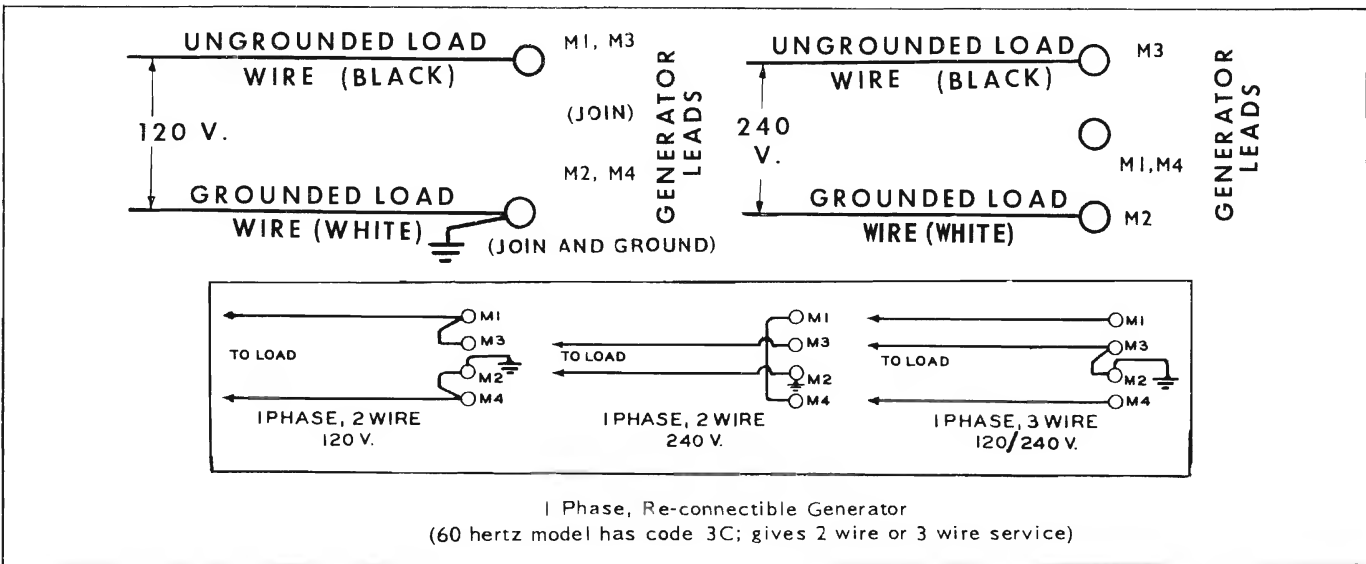 UNGROUNDED LOAD
WIRE (BLACK)
M1, M3
(JOIN)
120 V.
M2, M4
GROUNDED LOAD
WIRE (WHITE)
(JOIN AND GROUND)
GENERATOR
LEADS
UNGROUNDED LOAD
WIRE (BLACK)
M3
240
V.
M1,M4
GROUNDED LOAD
WIRE (WHITE)
M2
GENERATOR
LEADS
M1
M3
TO LOAD
M2
M4
1 PHASE, 2 WIRE
120 V.
M1
M3
TO LOAD
M2
M4
1 PHASE, 2 WIRE
240 V.
M1
M3
TO LOAD
M2
M4
1 PHASE, 3 WIRE
120/240 V.
1 Phase, Re-connectible Generator
(60 hertz model has code 3C; gives 2 wire or 3 wire service)